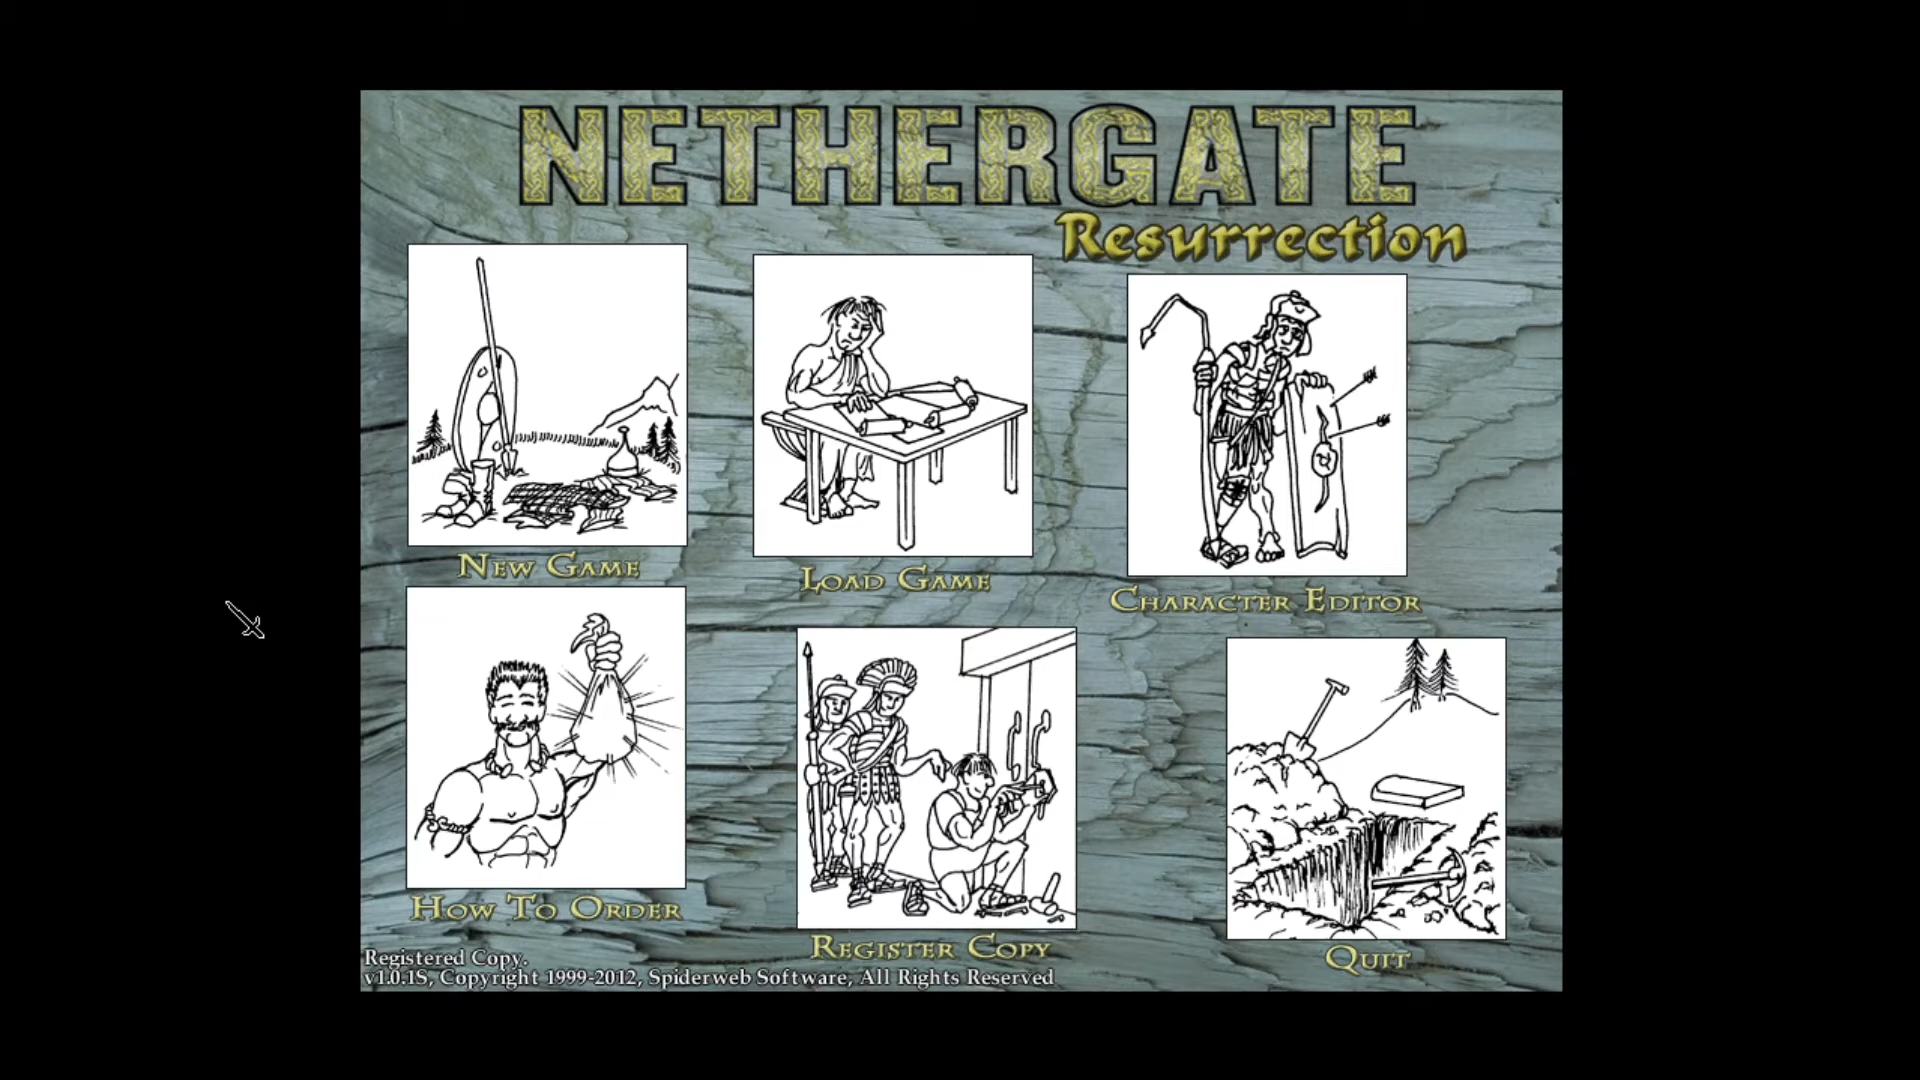 NETHERGATE
Resurrection
New Game
Load Game
Character Editor
How To Order
Register Copy
Quit
Registered Copy.
v1.0.1S, Copyright 1999-2012, Spiderweb Software, All Rights Reserved